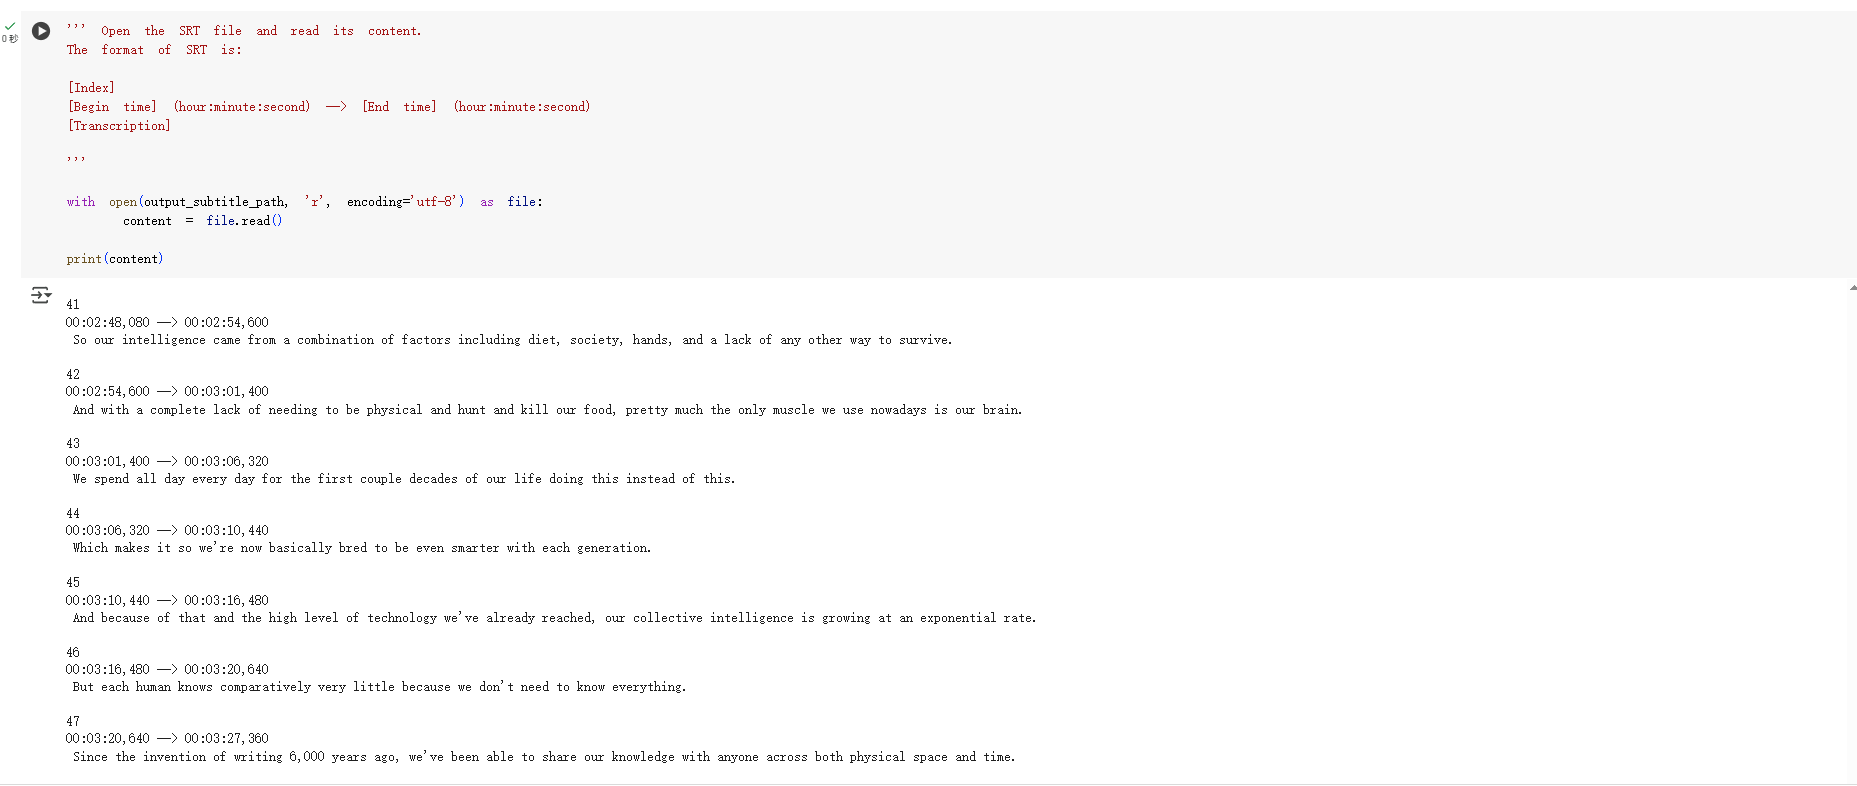 ''' Open the SRT file and read its content.
The format of SRT is:
[Index]
[Begin time] (hour:minute:second) --> [End time] (hour:minute:second)
[Transcription]
'''
0秒
with open(output_subtitle_path, 'r', encoding='utf-8') as file:
content = file.read()
print(content)
41
00:02:48,080 --> 00:02:54,600
So our intelligence came from a combination of factors including diet, society, hands, and a lack of any other way to survive.
42
00:02:54,600 --> 00:03:01,400
And with a complete lack of needing to be physical and hunt and kill our food, pretty much the only muscle we use nowadays is our brain.
43
00:03:01,400 --> 00:03:06,320
We spend all day every day for the first couple decades of our life doing this instead of this.
44
00:03:06,320 --> 00:03:10,440
Which makes it so we're now basically bred to be even smarter with each generation.
45
00:03:10,440 --> 00:03:16,480
And because of that and the high level of technology we've already reached, our collective intelligence is growing at an exponential rate.
46
00:03:16,480 --> 00:03:20,640
But each human knows comparatively very little because we don't need to know everything.
47
00:03:20,640 --> 00:03:27,360
Since the invention of writing 6,000 years ago, we've been able to share our knowledge with anyone across both physical space and time.